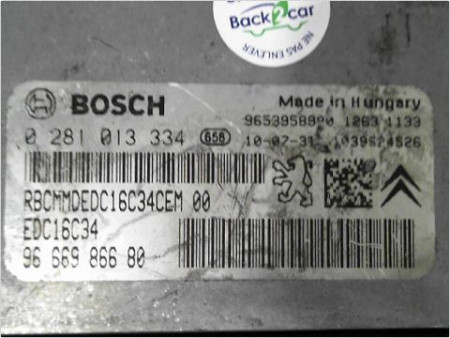 Back2car
NE PAS ENLEVER
BOSCH
Made in Hungary
0 281 013 334
658
10-07-31
RBCMMDEDC16C34CEM 00
EDC16C34
96 669 866 80